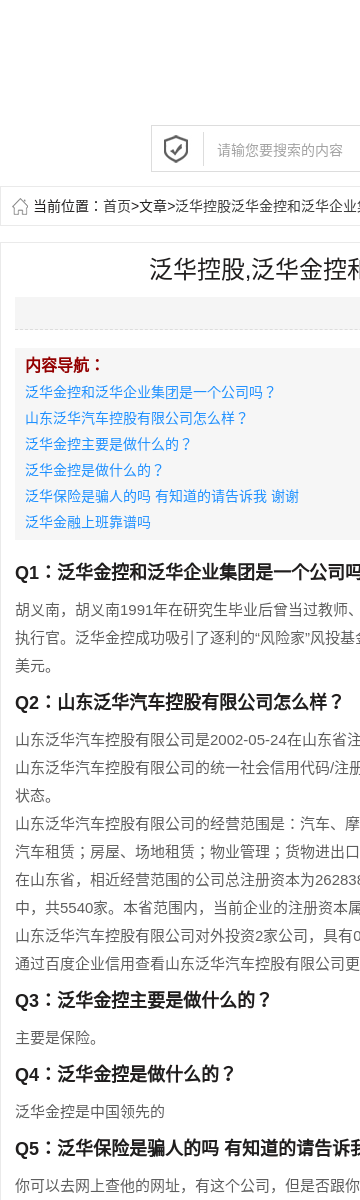 请输您要搜索的内容
当前位置：首页>文章>泛华控股泛华金控和泛华企业
泛华控股,泛华金控和
内容导航：
泛华金控和泛华企业集团是一个公司吗？
山东泛华汽车控股有限公司怎么样？
泛华金控主要是做什么的？
泛华金控是做什么的？
泛华保险是骗人的吗 有知道的请告诉我 谢谢
泛华金融上班靠谱吗
Q1：泛华金控和泛华企业集团是一个公司吗
胡义南，胡义南1991年在研究生毕业后曾当过教师、
执行官。泛华金控成功吸引了逐利的“风险家”风投基金
美元。
Q2：山东泛华汽车控股有限公司怎么样？
山东泛华汽车控股有限公司是2002-05-24在山东省注
山东泛华汽车控股有限公司的统一社会信用代码/注册
状态。
山东泛华汽车控股有限公司的经营范围是：汽车、摩
汽车租赁；房屋、场地租赁；物业管理；货物进出口
在山东省，相近经营范围的公司总注册资本为262838
中，共5540家。本省范围内，当前企业的注册资本属
山东泛华汽车控股有限公司对外投资2家公司，具有0
通过百度企业信用查看山东泛华汽车控股有限公司更
Q3：泛华金控主要是做什么的？
主要是保险。
Q4：泛华金控是做什么的？
泛华金控是中国领先的
Q5：泛华保险是骗人的吗 有知道的请告诉我
你可以去网上查他的网址，有这个公司，但是否跟你